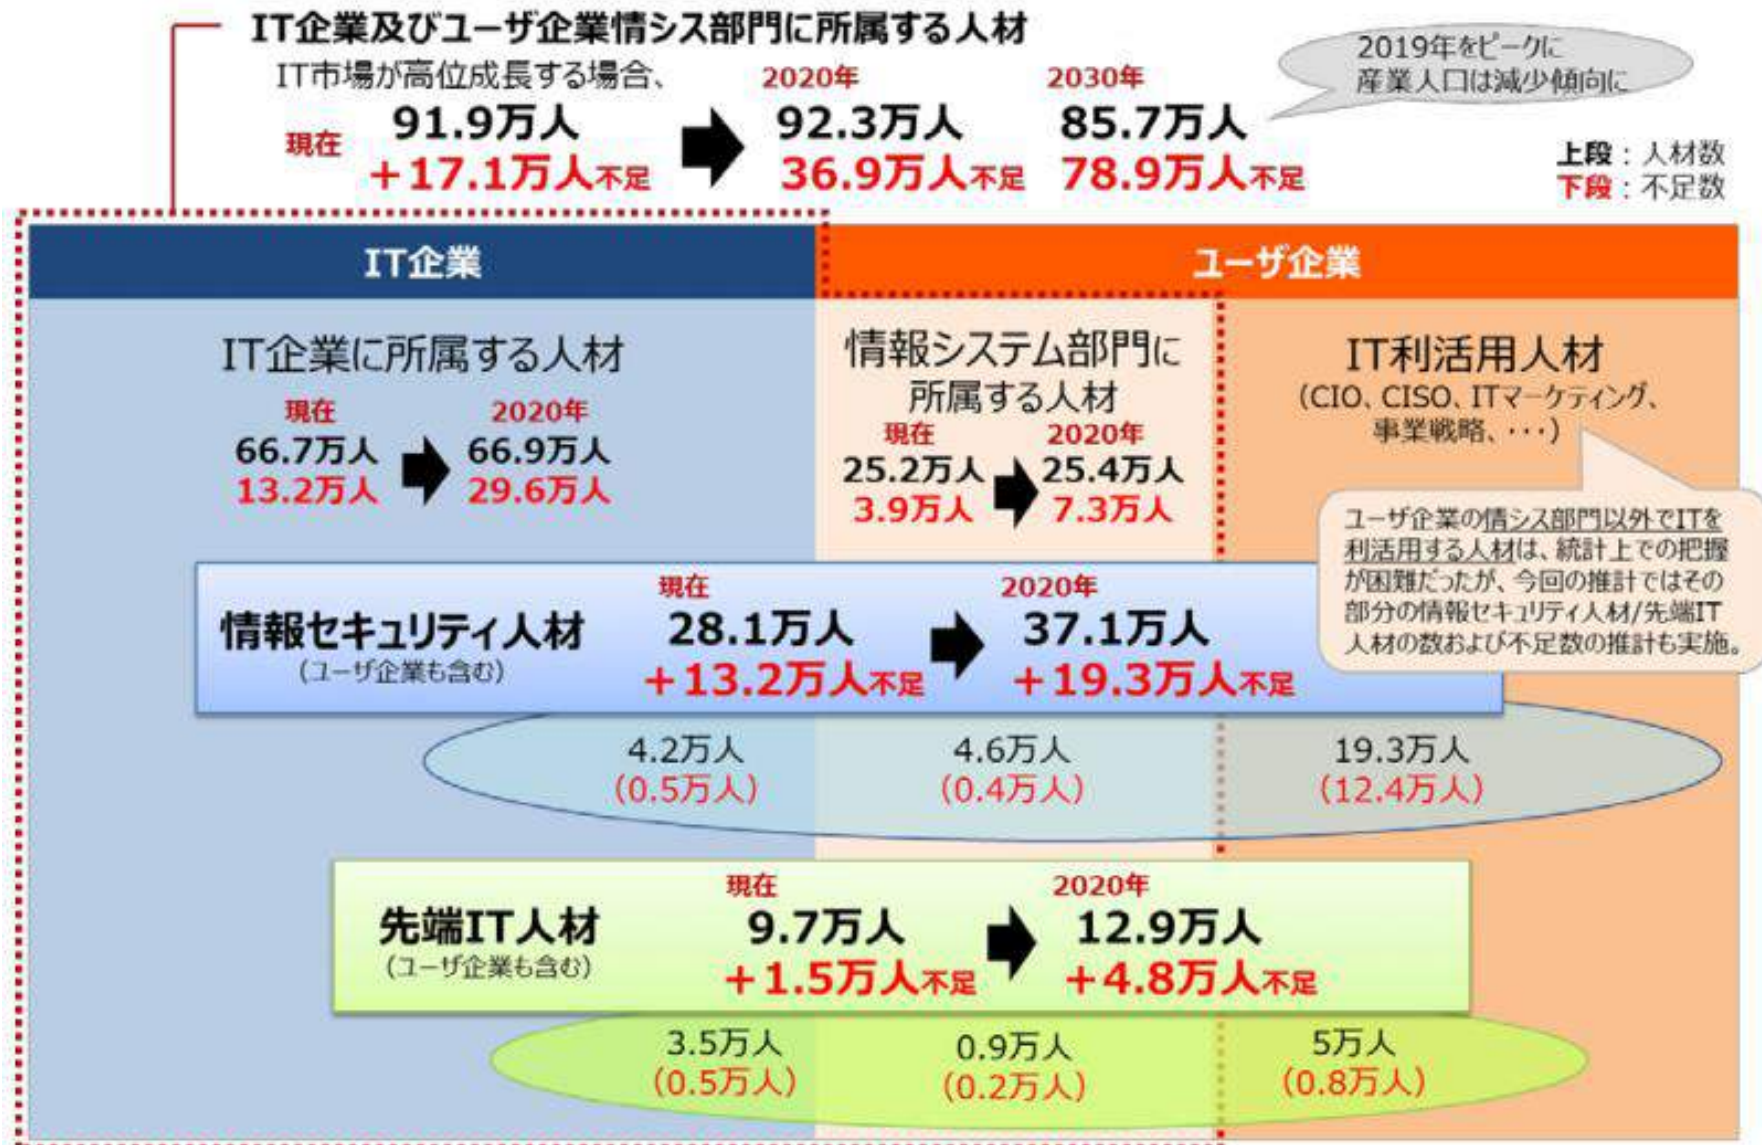 IT企業及びユーザ企業情シス部門に所属する人材
IT市場が高位成長する場合、
2020年
2030年
2019年をピークに
産業人口は減少傾向に
現在
91.9万人
92.3万人
85.7万人
+17.1万人不足
36.9万人不足
78.9万人不足
上段：人材数
下段：不足数
IT企業
ユーザ企業
IT企業に所属する人材
現在
2020年
66.7万人
66.9万人
13.2万人
29.6万人
情報システム部門に
所属する人材
現在
2020年
25.2万人
25.4万人
3.9万人
7.3万人
IT利活用人材
(CIO、CISO、ITマーケティング、
事業戦略、・・・)
ユーザ企業の情シス部門以外でITを
利活用する人材は、統計上での把握
が困難だったが、今回の推計ではその
部分の情報セキュリティ人材/先端IT
人材の数および不足数の推計も実施。
情報セキュリティ人材
(ユーザ企業も含む)
現在
2020年
28.1万人
37.1万人
+13.2万人不足
+19.3万人不足
4.2万人
4.6万人
19.3万人
(0.5万人)
(0.4万人)
(12.4万人)
先端IT人材
(ユーザ企業も含む)
現在
2020年
9.7万人
12.9万人
+1.5万人不足
+4.8万人不足
3.5万人
0.9万人
5万人
(0.5万人)
(0.2万人)
(0.8万人)